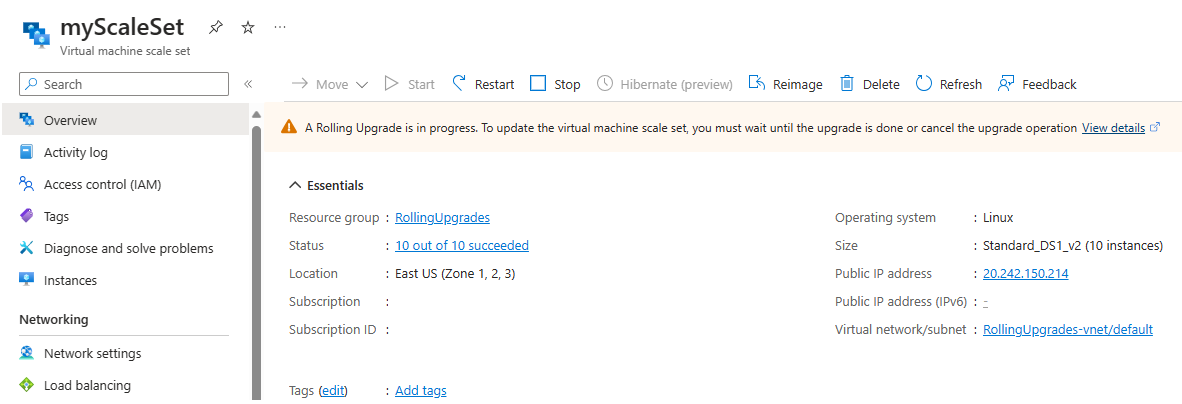 myScaleSet
Virtual machine scale set
Search
Move Start Restart Stop Hibernate (preview) Reimage Delete Refresh Feedback
Overview
Activity log
Access control (IAM)
Tags
Diagnose and solve problems
Instances
Networking
Network settings
Load balancing
A Rolling Upgrade is in progress. To update the virtual machine scale set, you must wait until the upgrade is done or cancel the upgrade operation View details
Essentials
Resource group : RollingUpgrades
Status : 10 out of 10 succeeded
Location : East US (Zone 1, 2, 3)
Subscription :
Subscription ID :
Operating system : Linux
Size : Standard_DS1_v2 (10 instances)
Public IP address : 20.242.150.214
Public IP address (IPv6) : -
Virtual network/subnet : RollingUpgrades-vnet/default
Tags (edit) : Add tags